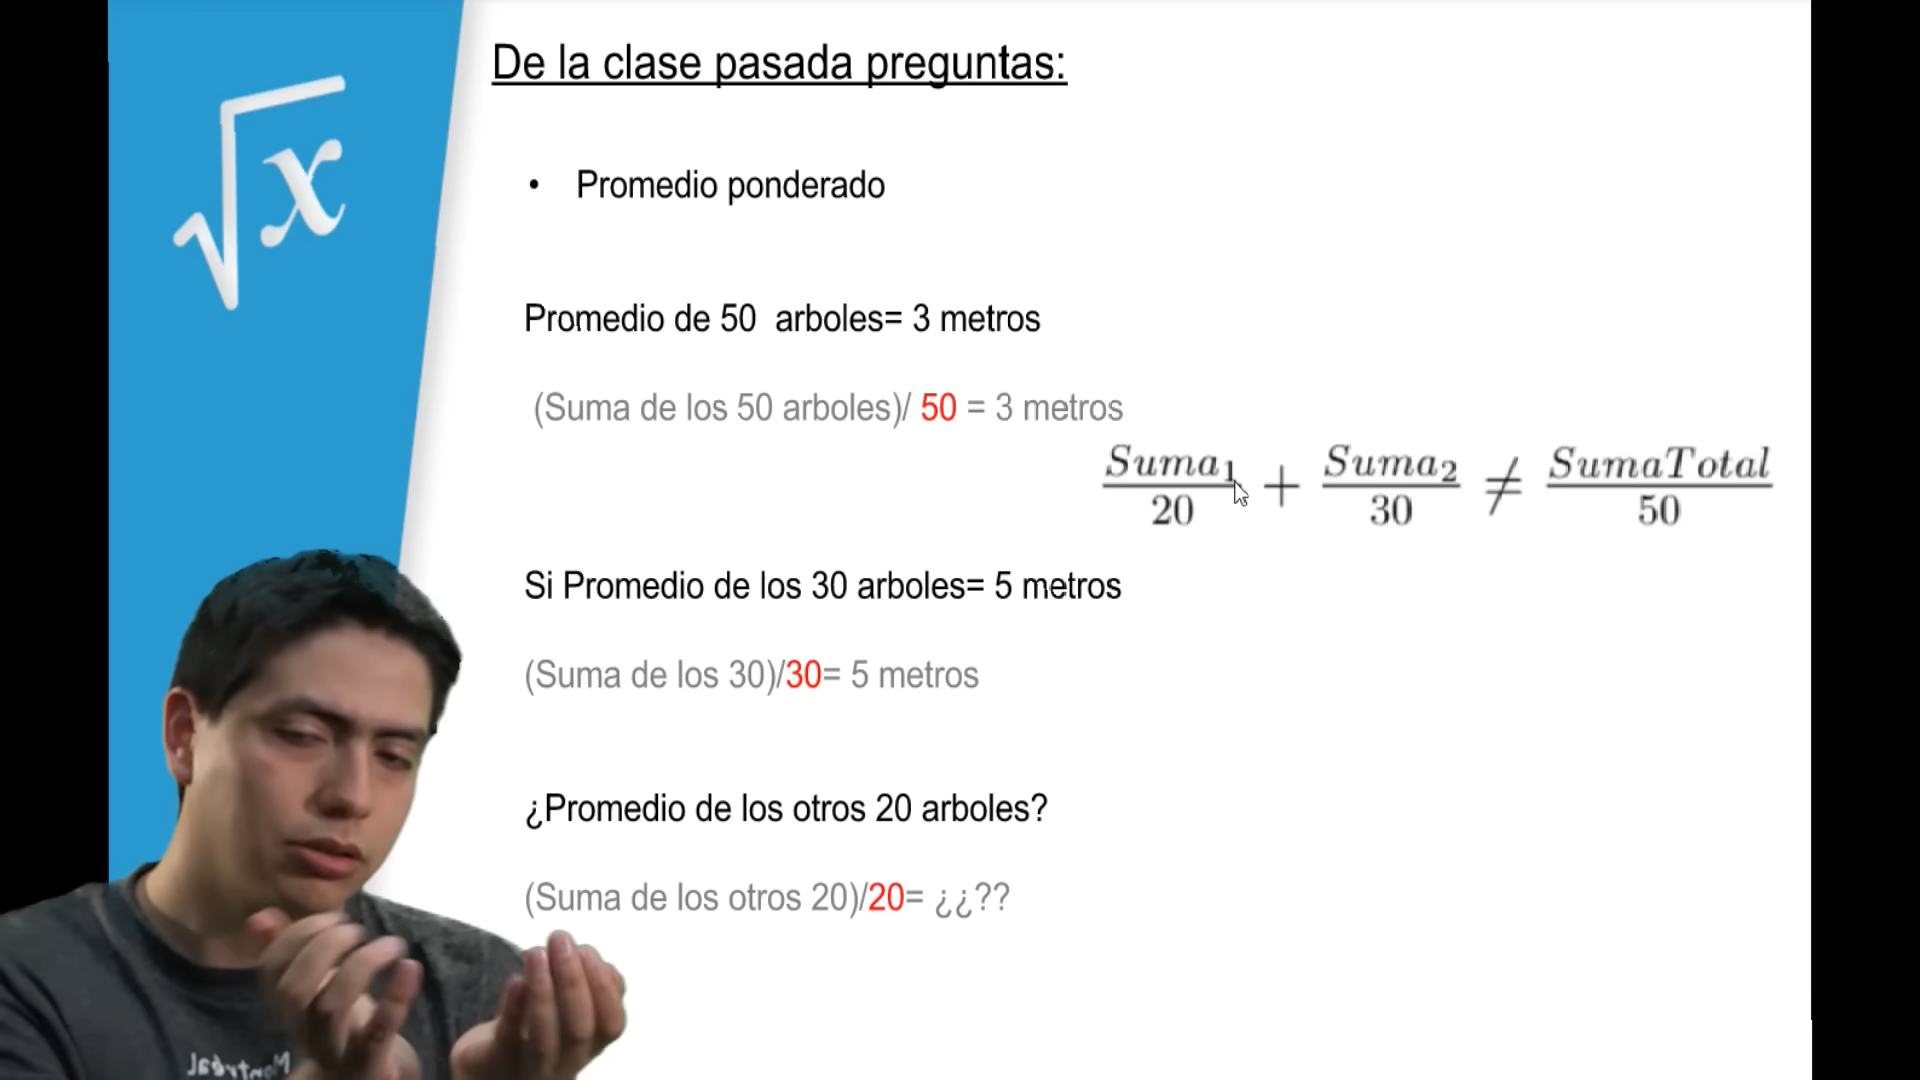 √x
De la clase pasada preguntas:
• Promedio ponderado
Promedio de 50 arboles= 3 metros
(Suma de los 50 arboles)/ 50 = 3 metros
Suma₁/20 + Suma₂/30 ≠ SumaTotal/50
Si Promedio de los 30 arboles= 5 metros
(Suma de los 30)/30= 5 metros
¿Promedio de los otros 20 arboles?
(Suma de los otros 20)/20= ¿¿??